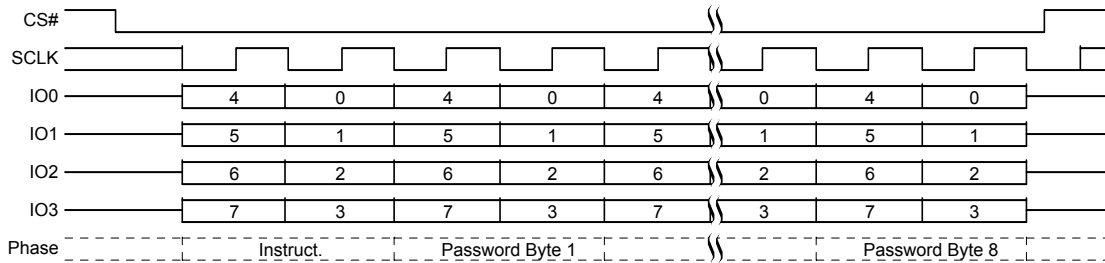 CS#
SCLK
IO0 4 0 4 0 4 0 4 0
IO1 5 1 5 1 5 1 5 1
IO2 6 2 6 2 6 2 6 2
IO3 7 3 7 3 7 3 7 3
Phase Instruct. Password Byte 1 Password Byte 8